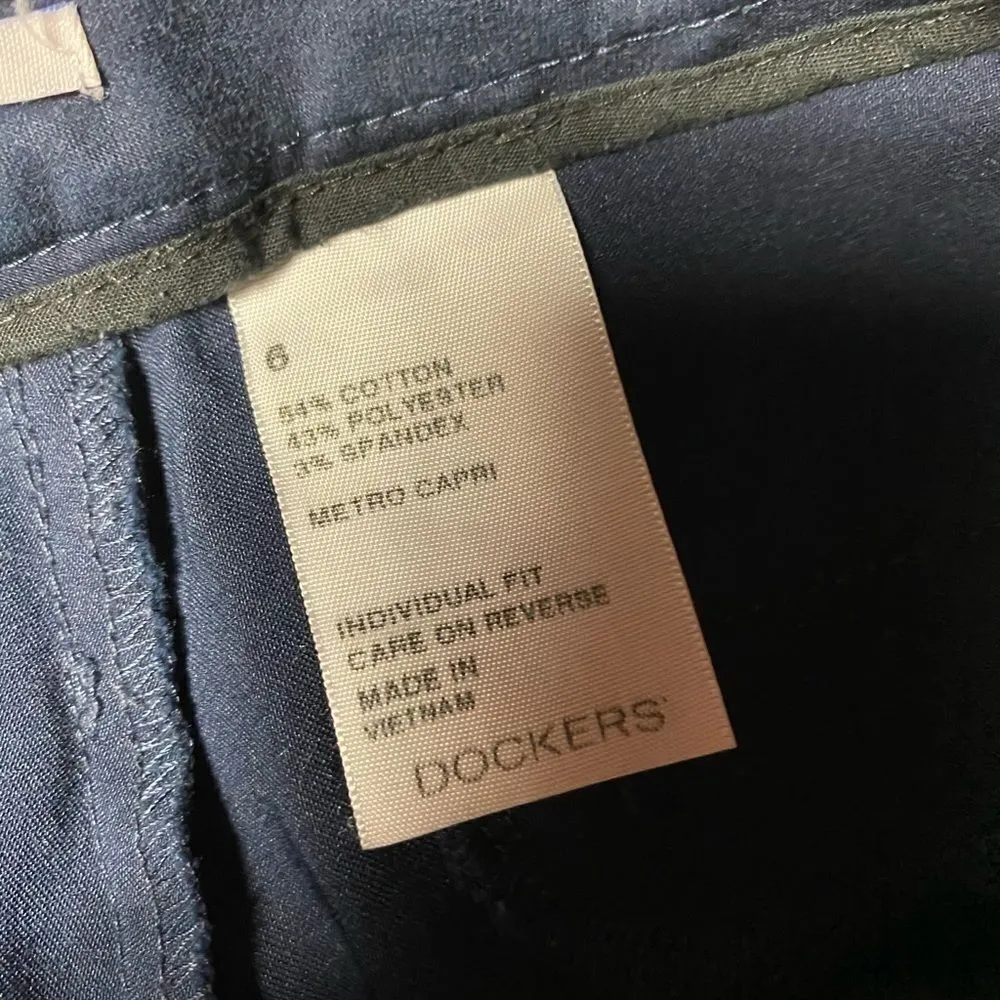 6
54% COTTON
43% POLYESTER
3% SPANDEX
METRO CAPRI
INDIVIDUAL FIT
CARE ON REVERSE
MADE IN
VIETNAM
DOCKERS